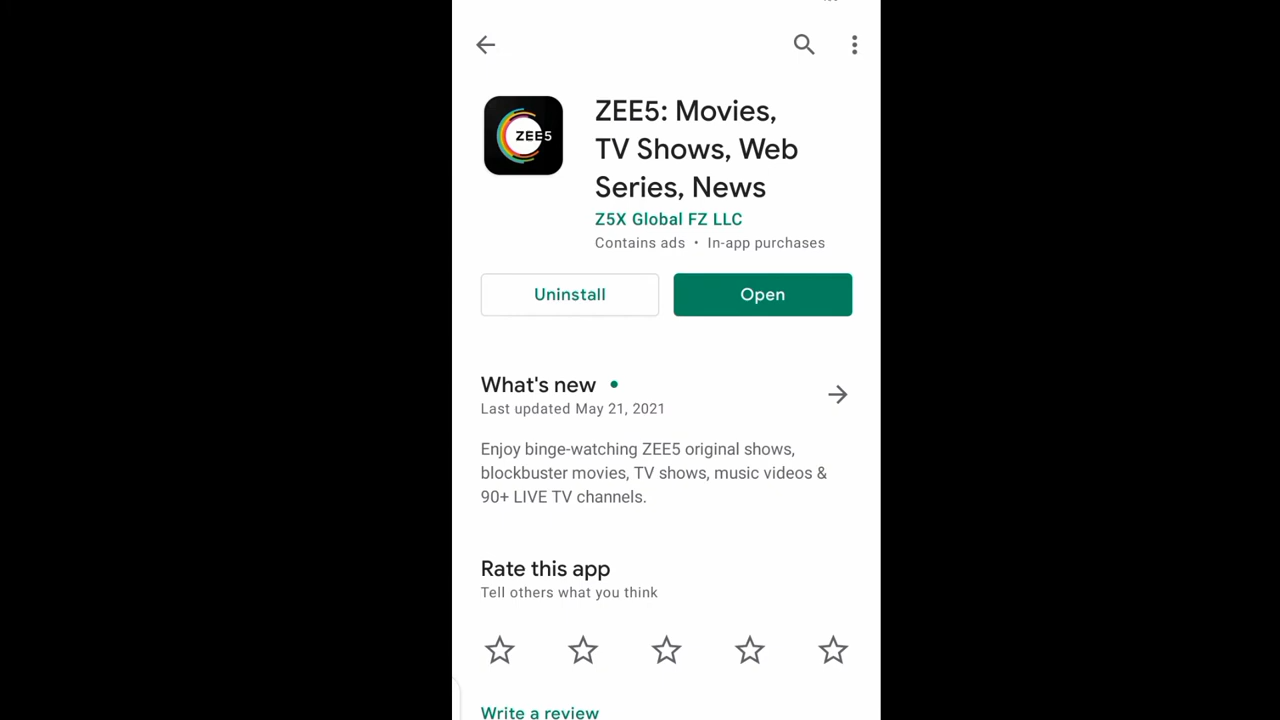 ZEE5
ZEE5: Movies,
TV Shows, Web
Series, News
Z5X Global FZ LLC
Contains ads • In-app purchases
Uninstall
Open
What's new •
Last updated May 21, 2021
Enjoy binge-watching ZEE5 original shows,
blockbuster movies, TV shows, music videos &
90+ LIVE TV channels.
Rate this app
Tell others what you think
Write a review